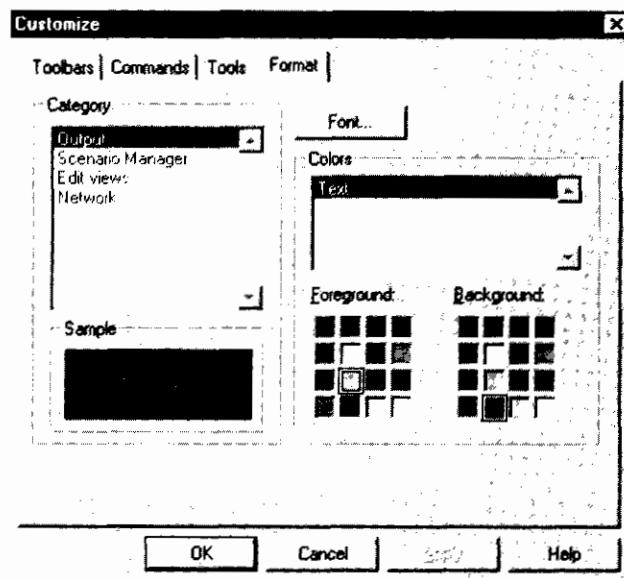 Customize
Toolbars Commands Tools Format
Category
Output
Scenario Manager
Edit views
Network
Font...
Colors
Text
Foreground:
Background:
Sample
OK Cancel Apply Help